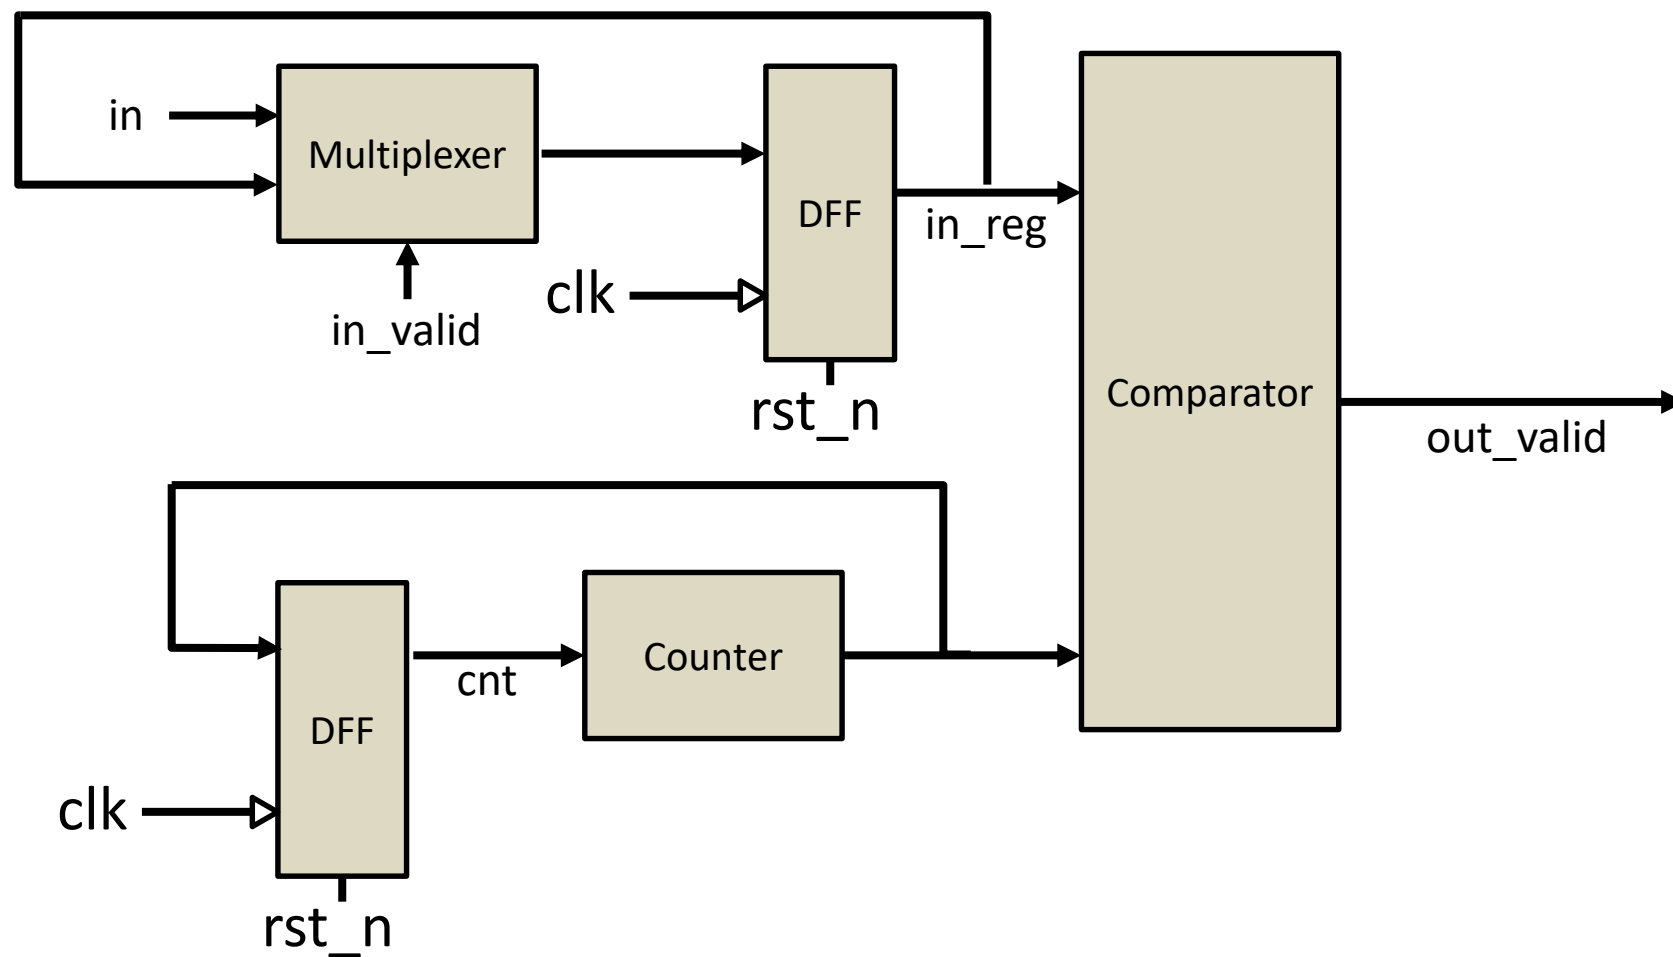 in
Multiplexer
in_valid
clk
DFF
rst_n
in_reg
Comparator
out_valid
DFF
clk
rst_n
cnt
Counter